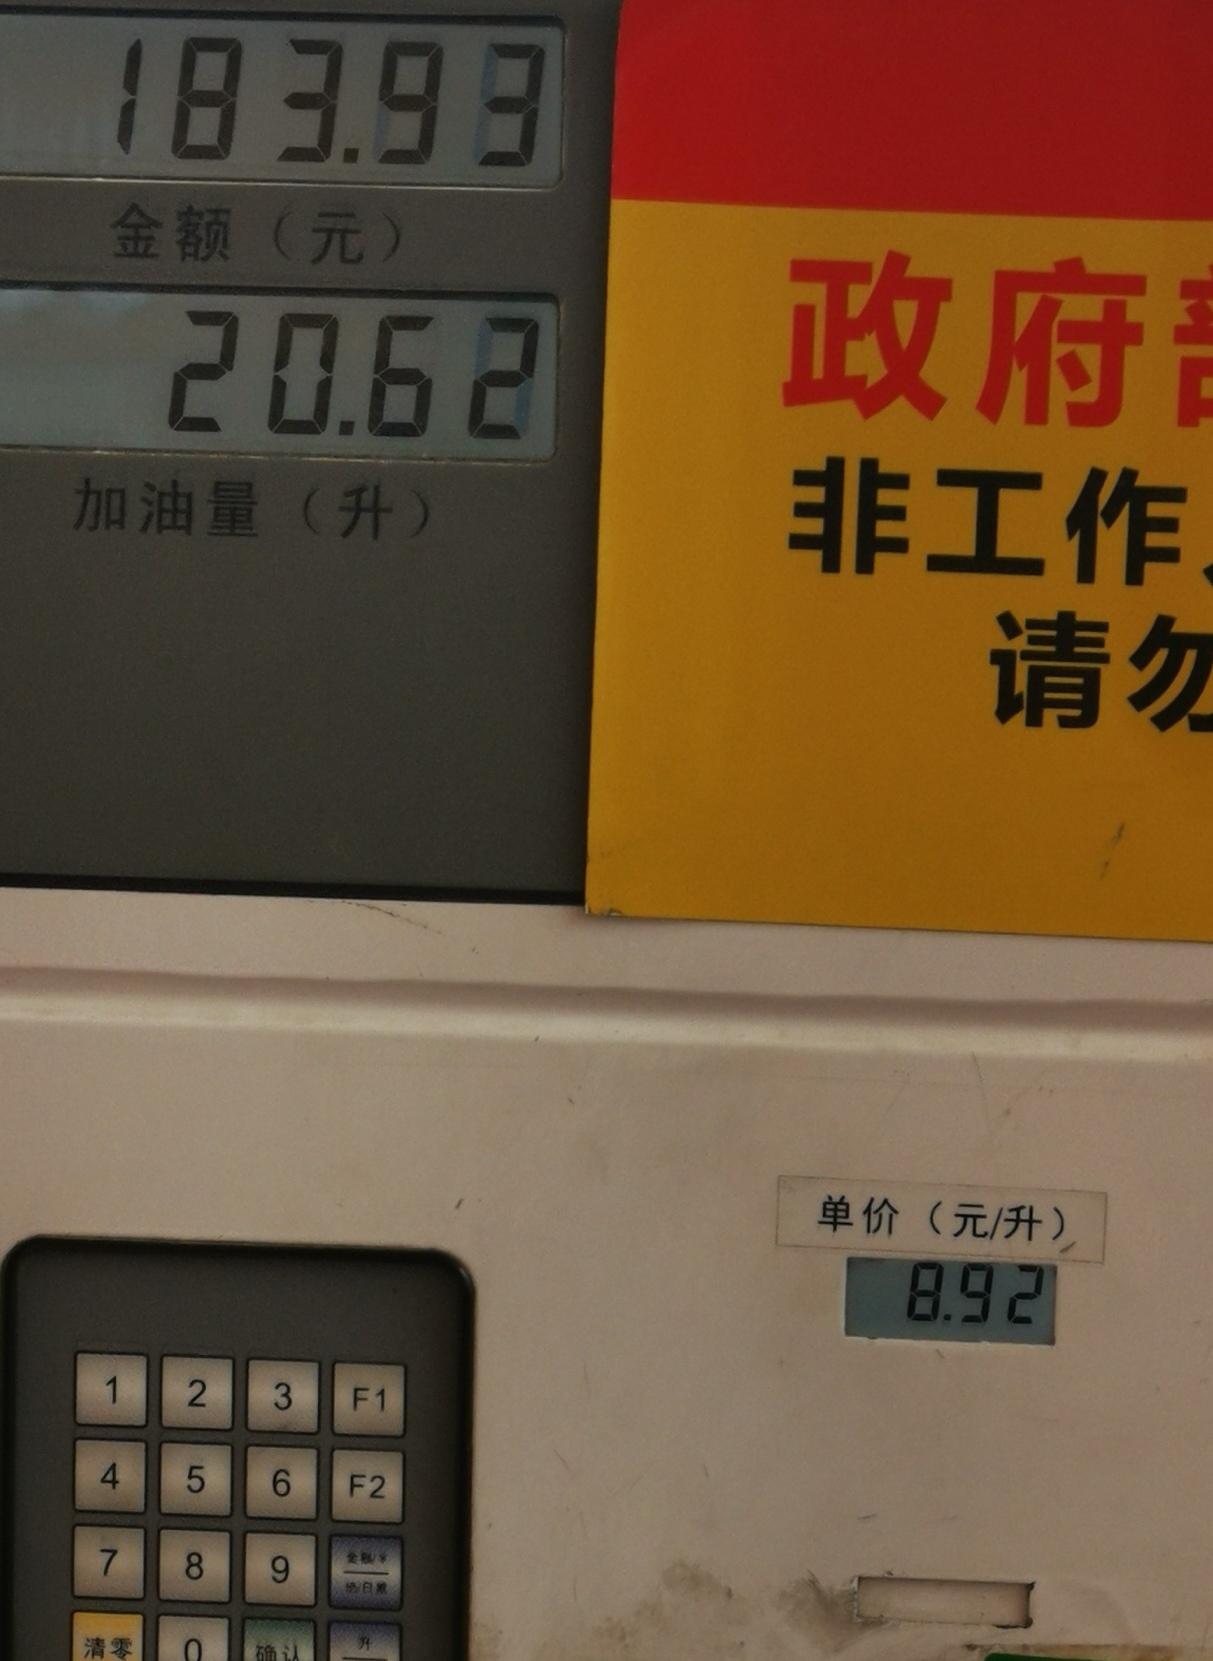 183.93
金额（元）
20.62
加油量（升）
政府部
非工作
请勿
单价（元/升）
8.92
1 2 3 F1
4 5 6 F2
7 8 9
清零 0 确认 升